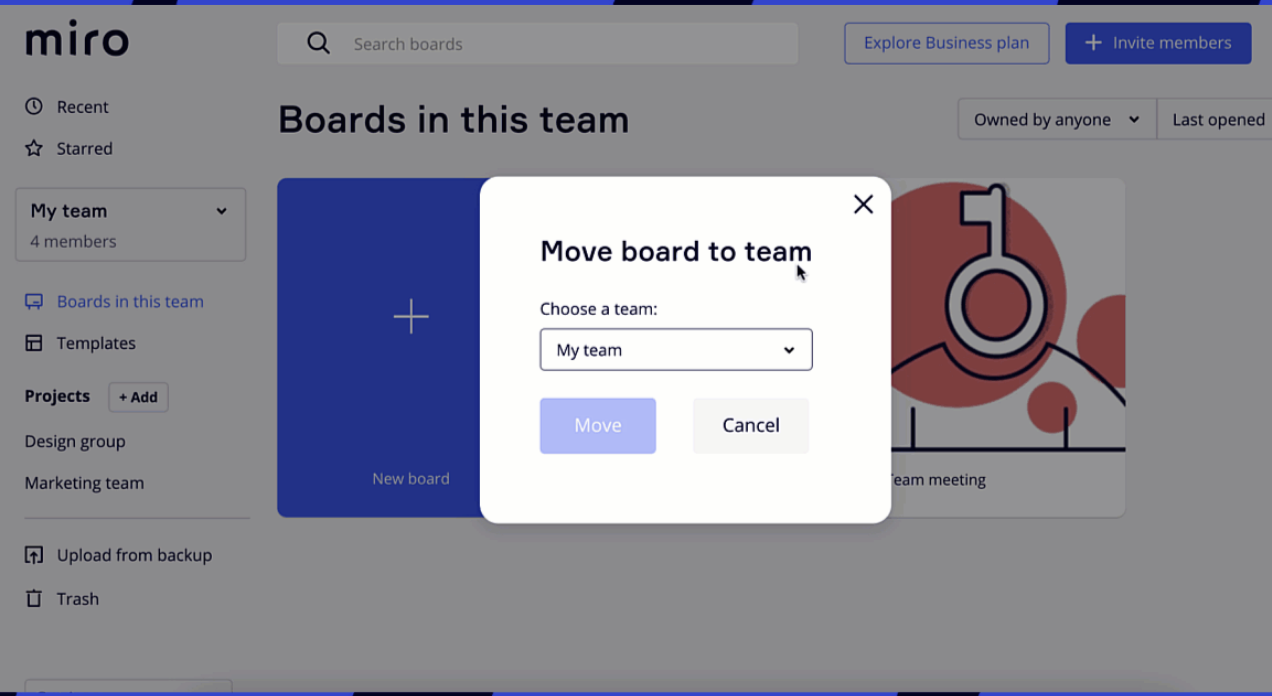 miro
Search boards
Explore Business plan
+ Invite members
Recent
Starred
Boards in this team
Owned by anyone
Last opened
My team
4 members
Boards in this team
Templates
Projects
+ Add
Design group
Marketing team
Upload from backup
Trash
New board
Team meeting
Move board to team
Choose a team:
My team
Move
Cancel